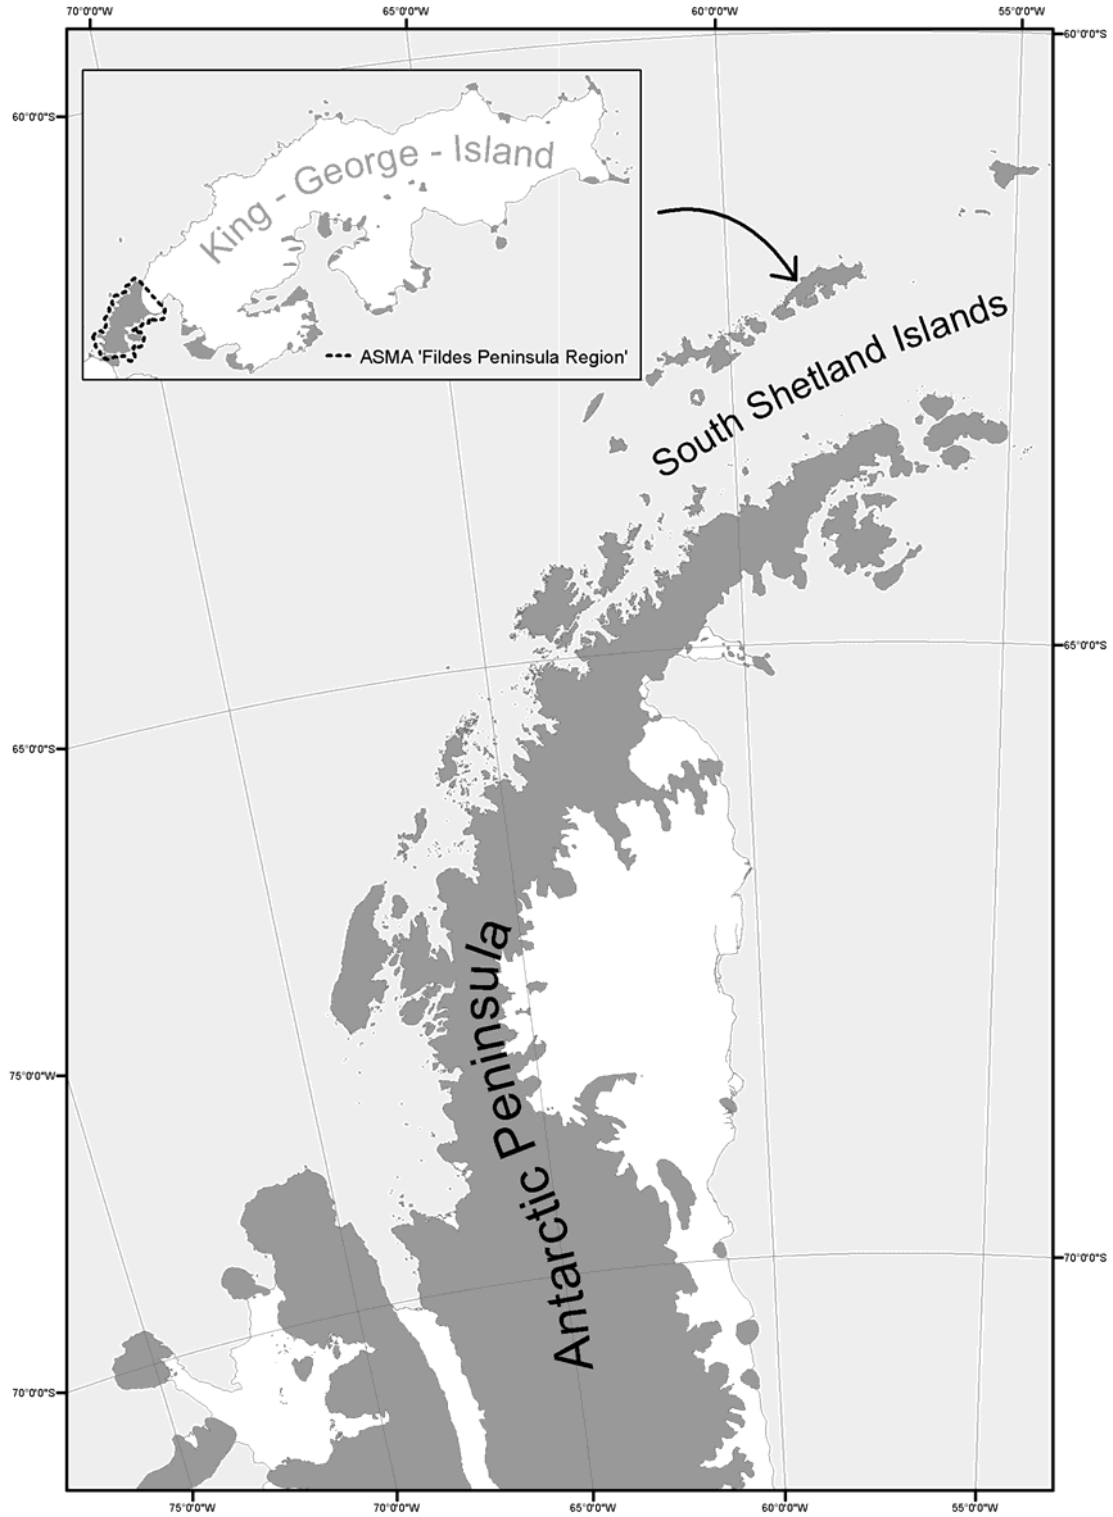 70°0'0"W 65°0'0"W 60°0'0"W 55°0'0"W
60°0'0"S
60°0'0"S
King - George - Island
ASMA 'Fildes Peninsula Region'
South Shetland Islands
65°0'0"S
65°0'0"S
Antarctic Peninsula
75°0'0"W
70°0'0"S
70°0'0"S
75°0'0"W 70°0'0"W 65°0'0"W 60°0'0"W 55°0'0"W